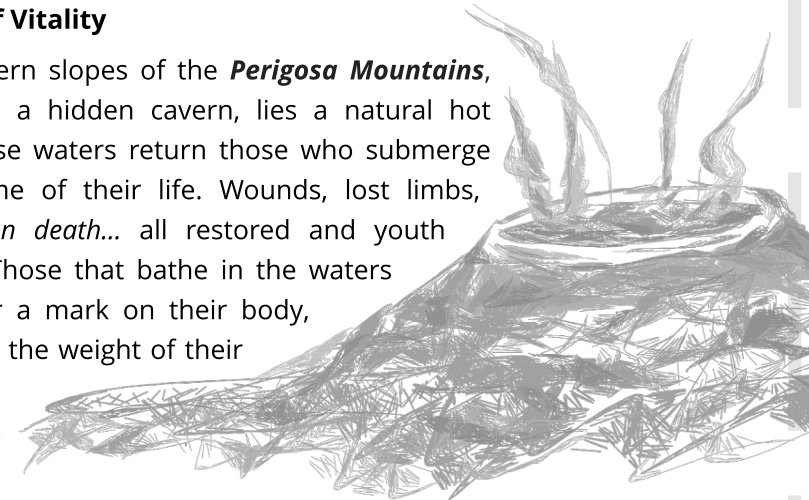 f Vitality
ern slopes of the Perigosa Mountains,
a hidden cavern, lies a natural hot
se waters return those who submerge
ne of their life. Wounds, lost limbs,
n death... all restored and youth
Those that bathe in the waters
r a mark on their body,
the weight of their